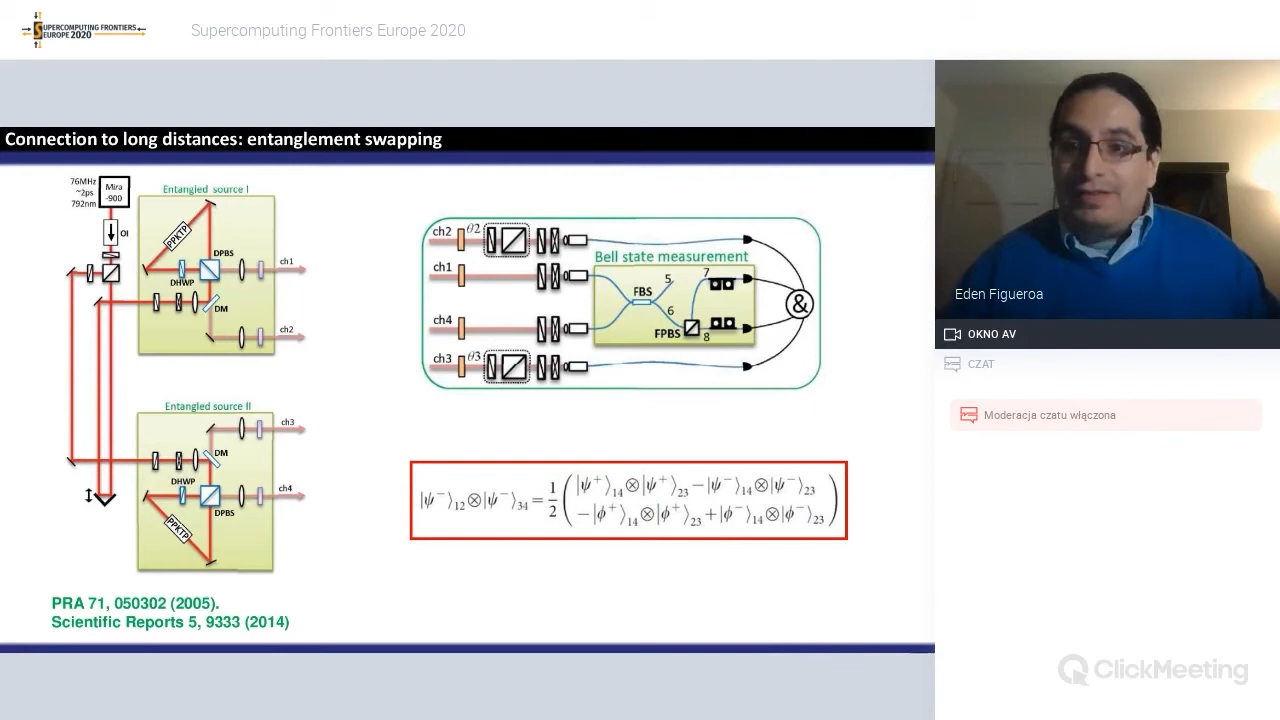 SUPERCOMPUTING FRONTIERS
EUROPE 2020
Supercomputing Frontiers Europe 2020
Connection to long distances: entanglement swapping
76MHz
~2ps
792nm
Mira
-900
OI
Entangled source I
PPKTP
DPBS
DHWP
DM
ch1
ch2
Entangled source II
ch3
DM
DHWP
ch4
DPBS
PPKTP
ch2
θ2
ch1
ch4
ch3
θ3
Bell state measurement
5
7
FBS
6
FPBS
8
&
|ψ⁻⟩₁₂⊗|ψ⁻⟩₃₄ = 1/2 ( |ψ⁺⟩₁₄⊗|ψ⁺⟩₂₃ − |ψ⁻⟩₁₄⊗|ψ⁻⟩₂₃
− |ϕ⁺⟩₁₄⊗|ϕ⁺⟩₂₃ + |ϕ⁻⟩₁₄⊗|ϕ⁻⟩₂₃ )
PRA 71, 050302 (2005).
Scientific Reports 5, 9333 (2014)
Eden Figueroa
OKNO AV
CZAT
Moderacja czatu włączona
ClickMeeting